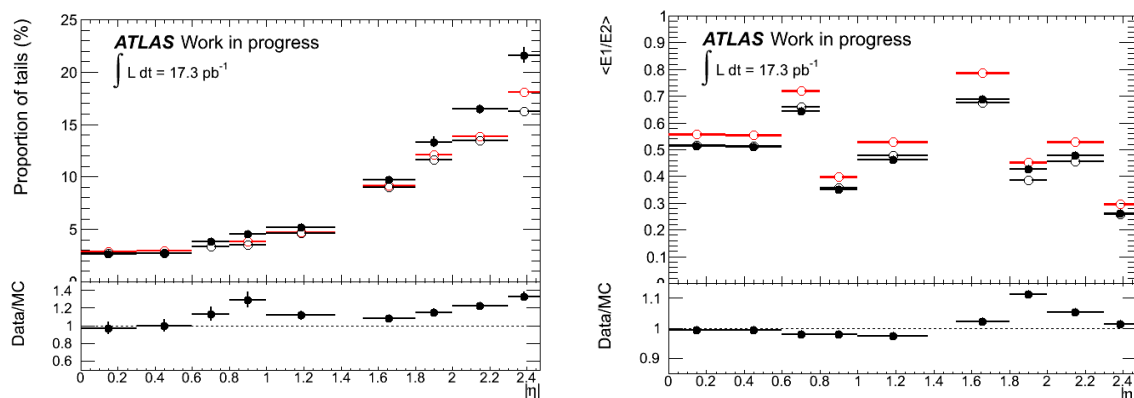 Proportion of tails (%)
ATLAS Work in progress
∫ L dt = 17.3 pb⁻¹
25
20
15
10
5
0
Data/MC
1.4
1.2
1
0.8
0.6
0 0.2 0.4 0.6 0.8 1 1.2 1.4 1.6 1.8 2 2.2 2.4
|η|
<E1/E2>
ATLAS Work in progress
∫ L dt = 17.3 pb⁻¹
1
0.9
0.8
0.7
0.6
0.5
0.4
0.3
0.2
0.1
0
Data/MC
1.1
1
0.9
0 0.2 0.4 0.6 0.8 1 1.2 1.4 1.6 1.8 2 2.2 2.4
|η